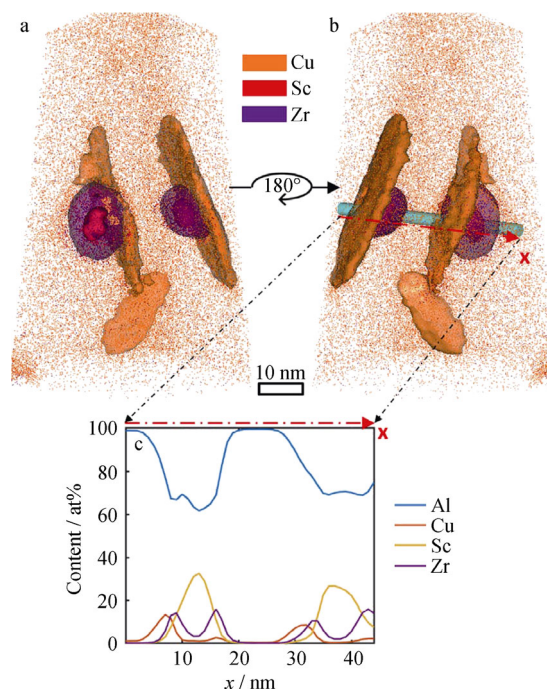 a
b
Cu
Sc
Zr
180°
x
10 nm
x
c
100
80
60
40
20
0
10 20 30 40
Content / at%
x / nm
Al
Cu
Sc
Zr